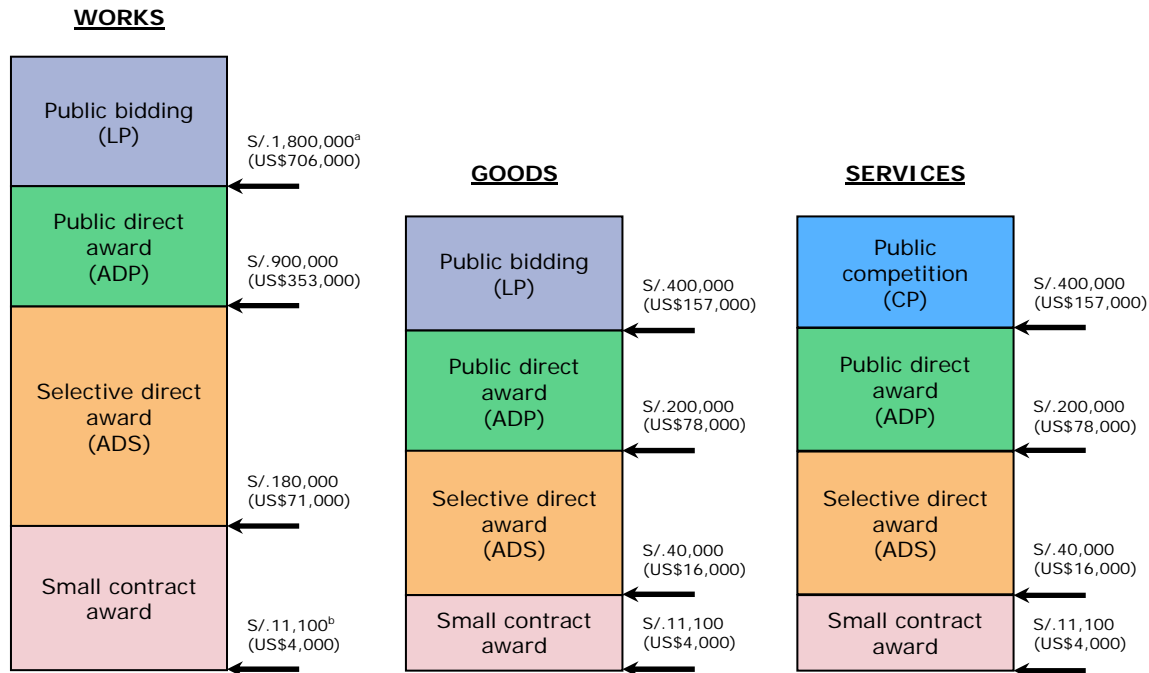 WORKS
Public bidding
(LP)
S/.1,800,000ᵃ
(US$706,000)
Public direct
award
(ADP)
S/.900,000
(US$353,000)
Selective direct
award
(ADS)
S/.180,000
(US$71,000)
Small contract
award
S/.11,100ᵇ
(US$4,000)
GOODS
Public bidding
(LP)
S/.400,000
(US$157,000)
Public direct
award
(ADP)
S/.200,000
(US$78,000)
Selective direct
award
(ADS)
S/.40,000
(US$16,000)
Small contract
award
S/.11,100
(US$4,000)
SERVICES
Public
competition
(CP)
S/.400,000
(US$157,000)
Public direct
award
(ADP)
S/.200,000
(US$78,000)
Selective direct
award
(ADS)
S/.40,000
(US$16,000)
Small contract
award
S/.11,100
(US$4,000)